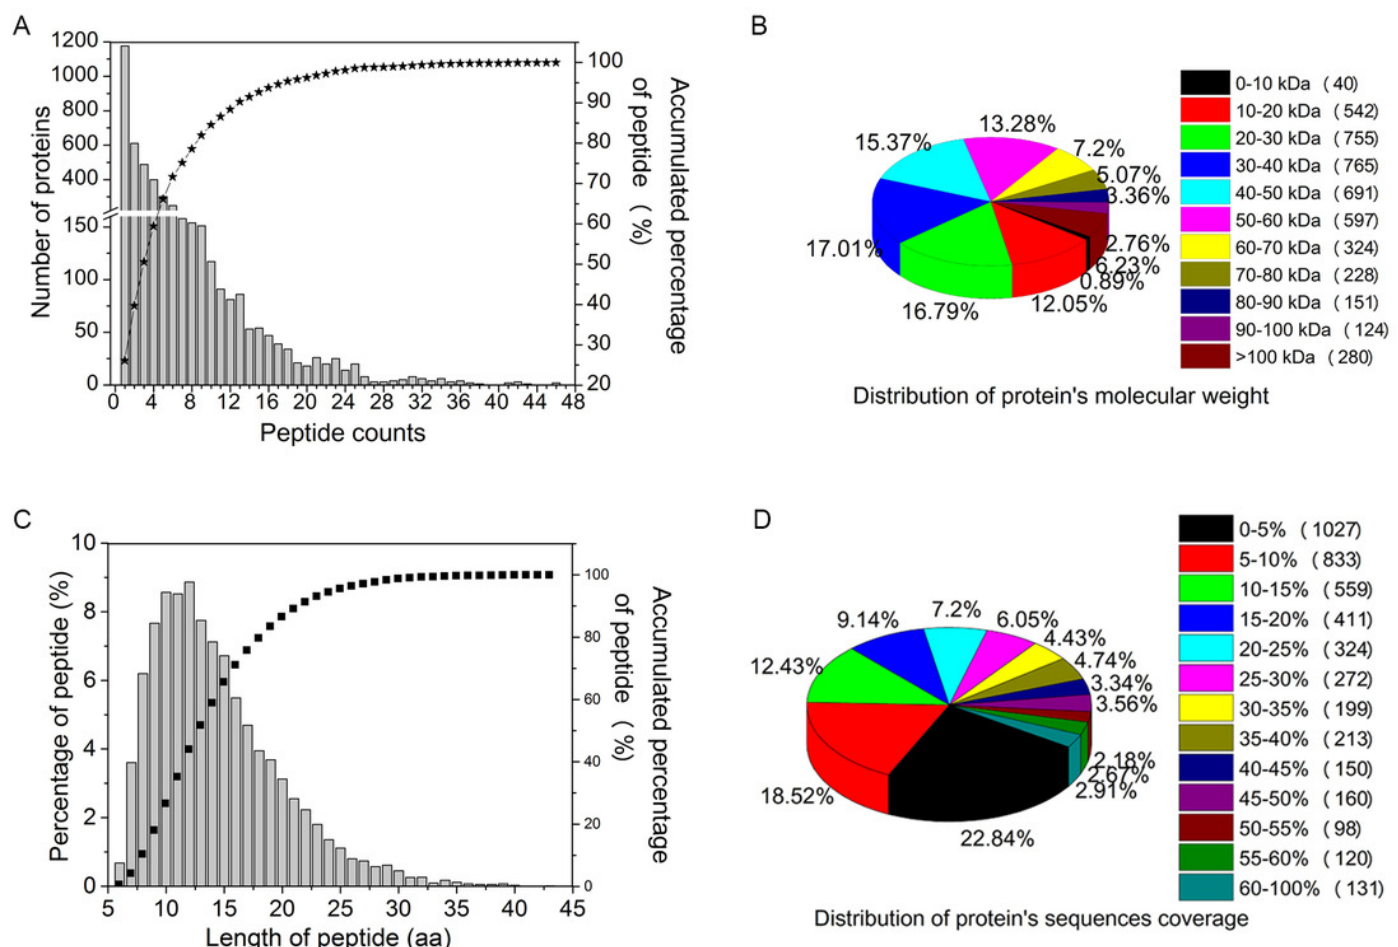 A
1200
1000
800
600
400
150
100
50
0
100
90
80
70
60
50
40
30
20
0 4 8 12 16 20 24 28 32 36 40 44 48
Number of proteins
Accumulated percentage
of peptide ( %)
Peptide counts
B
15.37%
13.28%
7.2%
5.07%
3.36%
2.76%
6.23%
0.89%
12.05%
16.79%
17.01%
0-10 kDa ( 40)
10-20 kDa ( 542)
20-30 kDa ( 755)
30-40 kDa ( 765)
40-50 kDa ( 691)
50-60 kDa ( 597)
60-70 kDa ( 324)
70-80 kDa ( 228)
80-90 kDa ( 151)
90-100 kDa ( 124)
>100 kDa ( 280)
Distribution of protein's molecular weight
C
10
8
6
4
2
0
100
80
60
40
20
0
5 10 15 20 25 30 35 40 45
Percentage of peptide (%)
Accumulated percentage
of peptide ( %)
Length of peptide (aa)
D
9.14%
7.2%
6.05%
4.43%
4.74%
3.34%
3.56%
2.18%
2.67%
2.91%
22.84%
18.52%
12.43%
0-5% ( 1027)
5-10% ( 833)
10-15% ( 559)
15-20% ( 411)
20-25% ( 324)
25-30% ( 272)
30-35% ( 199)
35-40% ( 213)
40-45% ( 150)
45-50% ( 160)
50-55% ( 98)
55-60% ( 120)
60-100% ( 131)
Distribution of protein's sequences coverage